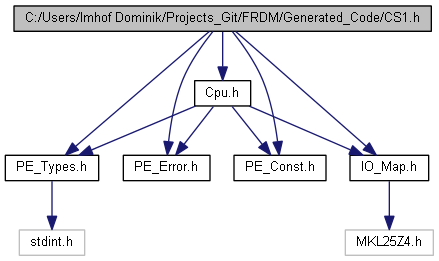 C:/Users/Imhof Dominik/Projects_Git/FRDM/Generated_Code/CS1.h
Cpu.h
PE_Types.h
PE_Error.h
PE_Const.h
IO_Map.h
stdint.h
MKL25Z4.h